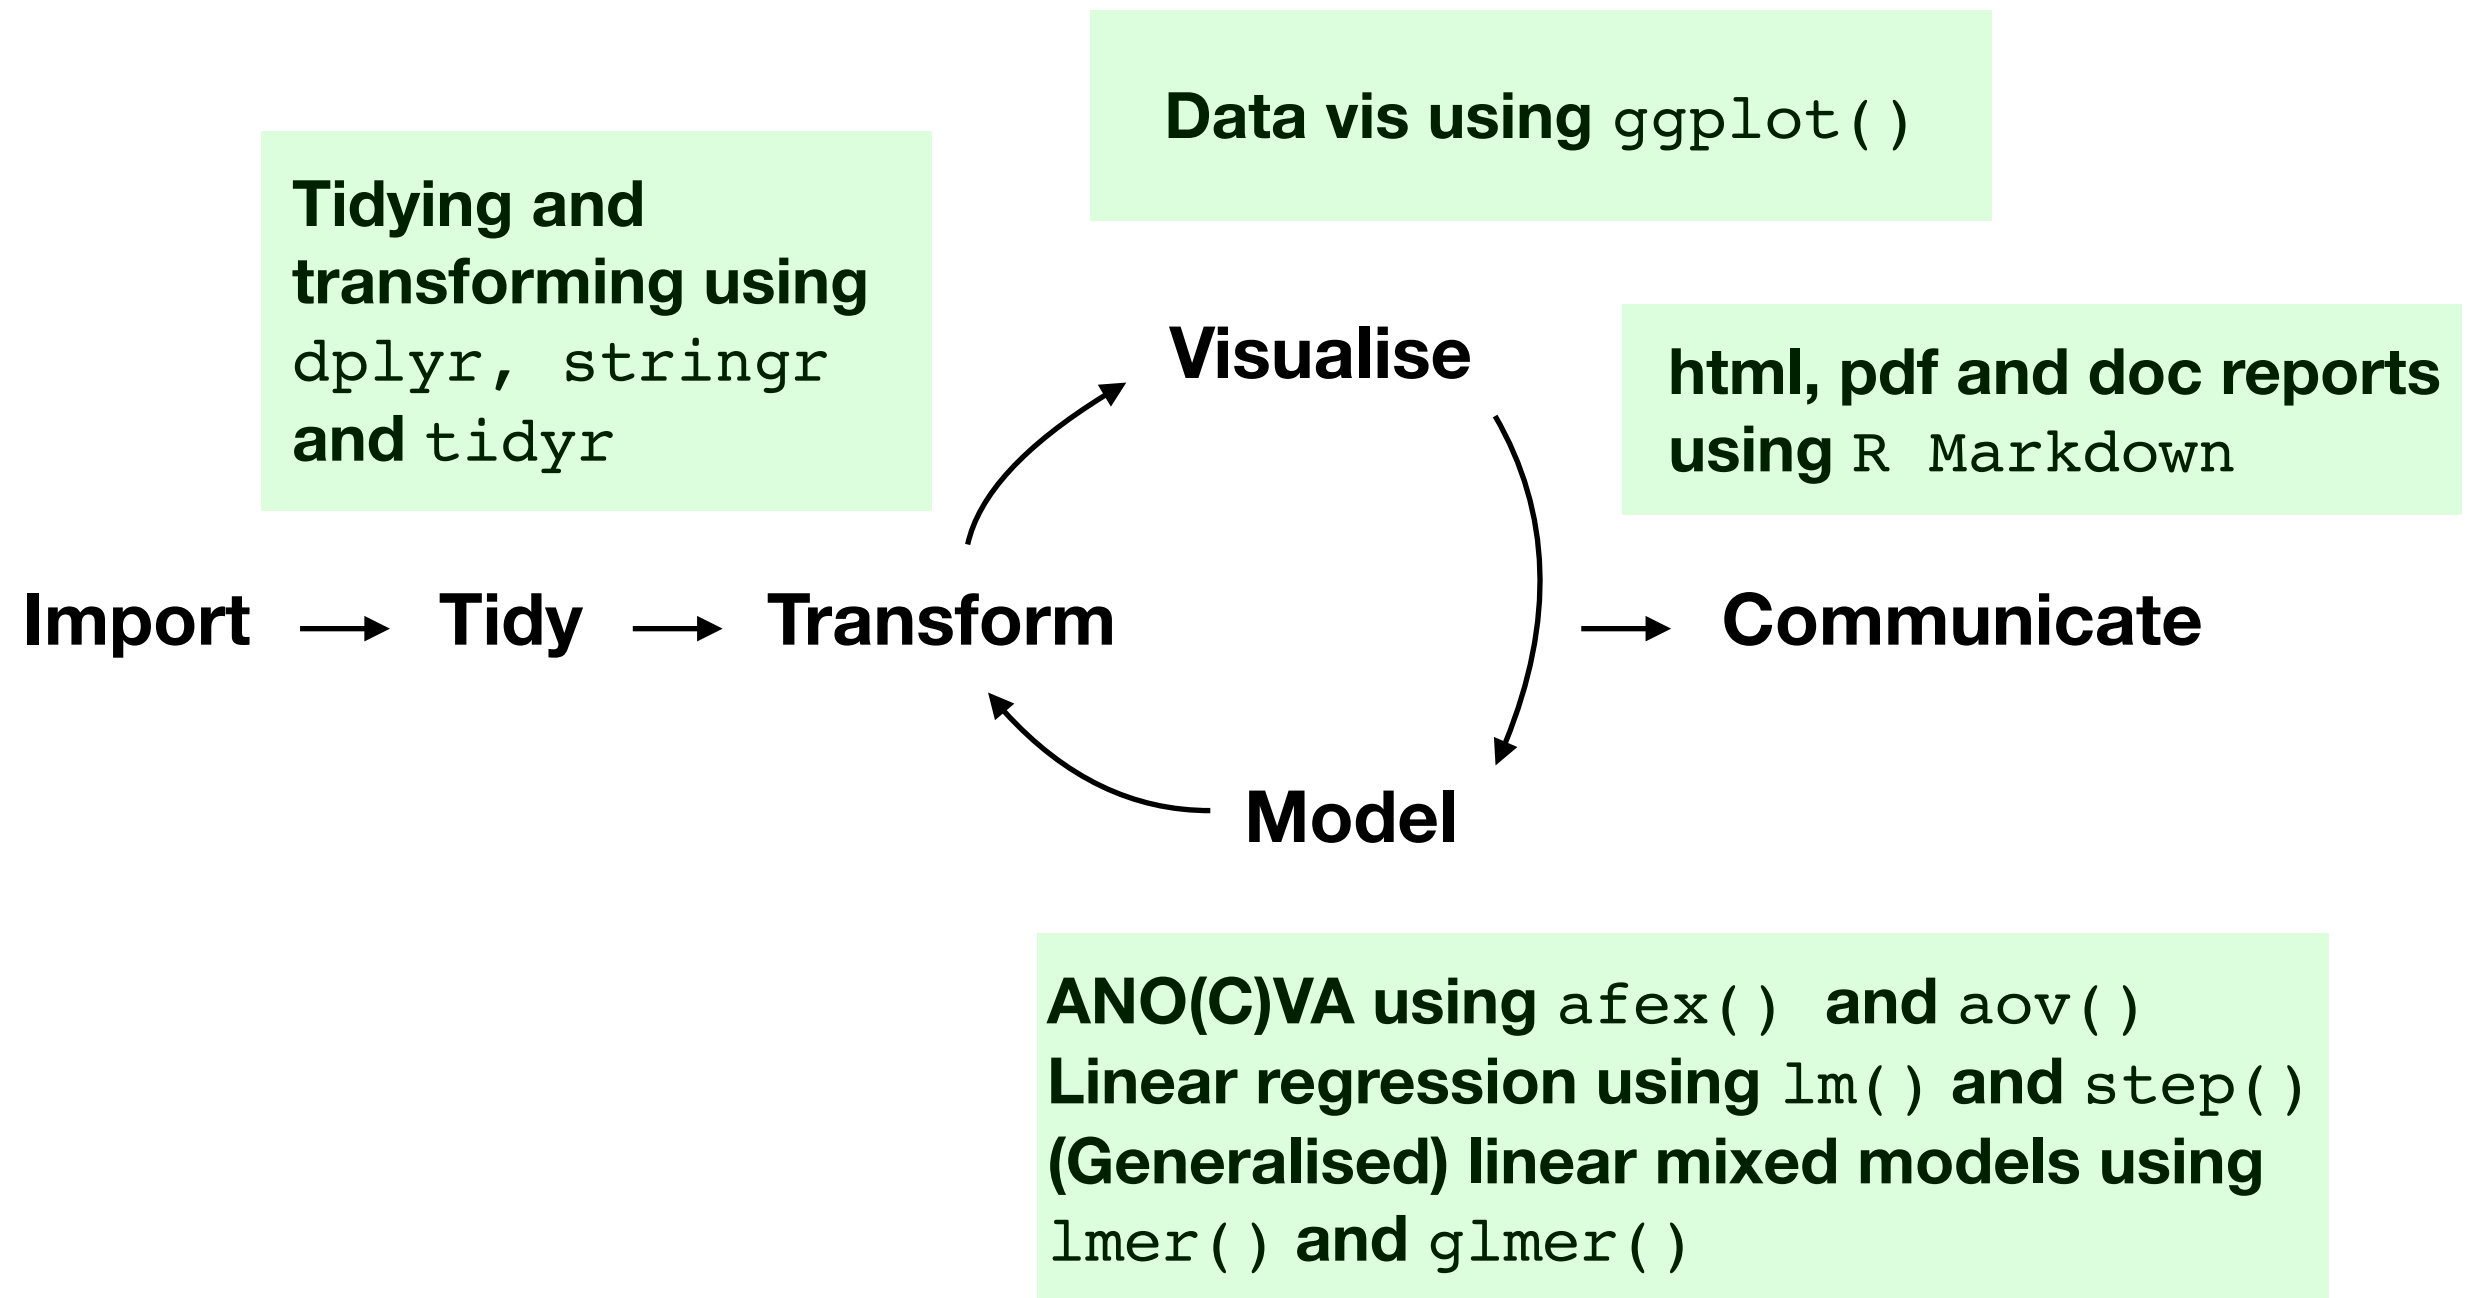 Data vis using ggplot()
Tidying and
transforming using
dplyr, stringr
and tidyr
Visualise
html, pdf and doc reports
using R Markdown
Import
Tidy
Transform
Communicate
Model
ANO(C)VA using afex() and aov()
Linear regression using lm() and step()
(Generalised) linear mixed models using
lmer() and glmer()